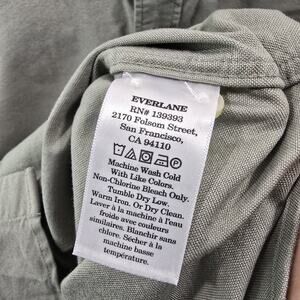 EVERLANE
RN# 139393
2170 Folsom Street,
San Francisco,
CA 94110
Machine Wash Cold
With Like Colors.
Non-Chlorine Bleach Only.
Tumble Dry Low.
Warm Iron. Or Dry Clean.
Laver à la machine à l'eau
froide avec couleurs
similaires. Blanchir sans
chlore. Sécher à la
machine basse
température.